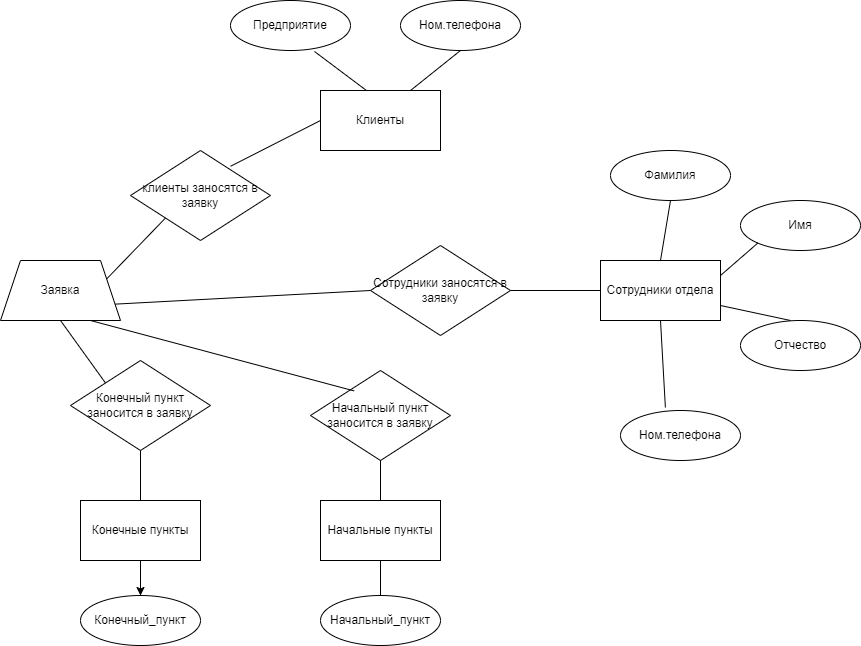 Предприятие
Ном.телефона
Клиенты
клиенты заносятся в
заявку
Фамилия
Имя
Заявка
Сотрудники заносятся в
заявку
Сотрудники отдела
Отчество
Конечный пункт
заносится в заявку
Начальный пункт
заносится в заявку
Ном.телефона
Конечные пункты
Начальные пункты
Конечный_пункт
Начальный_пункт